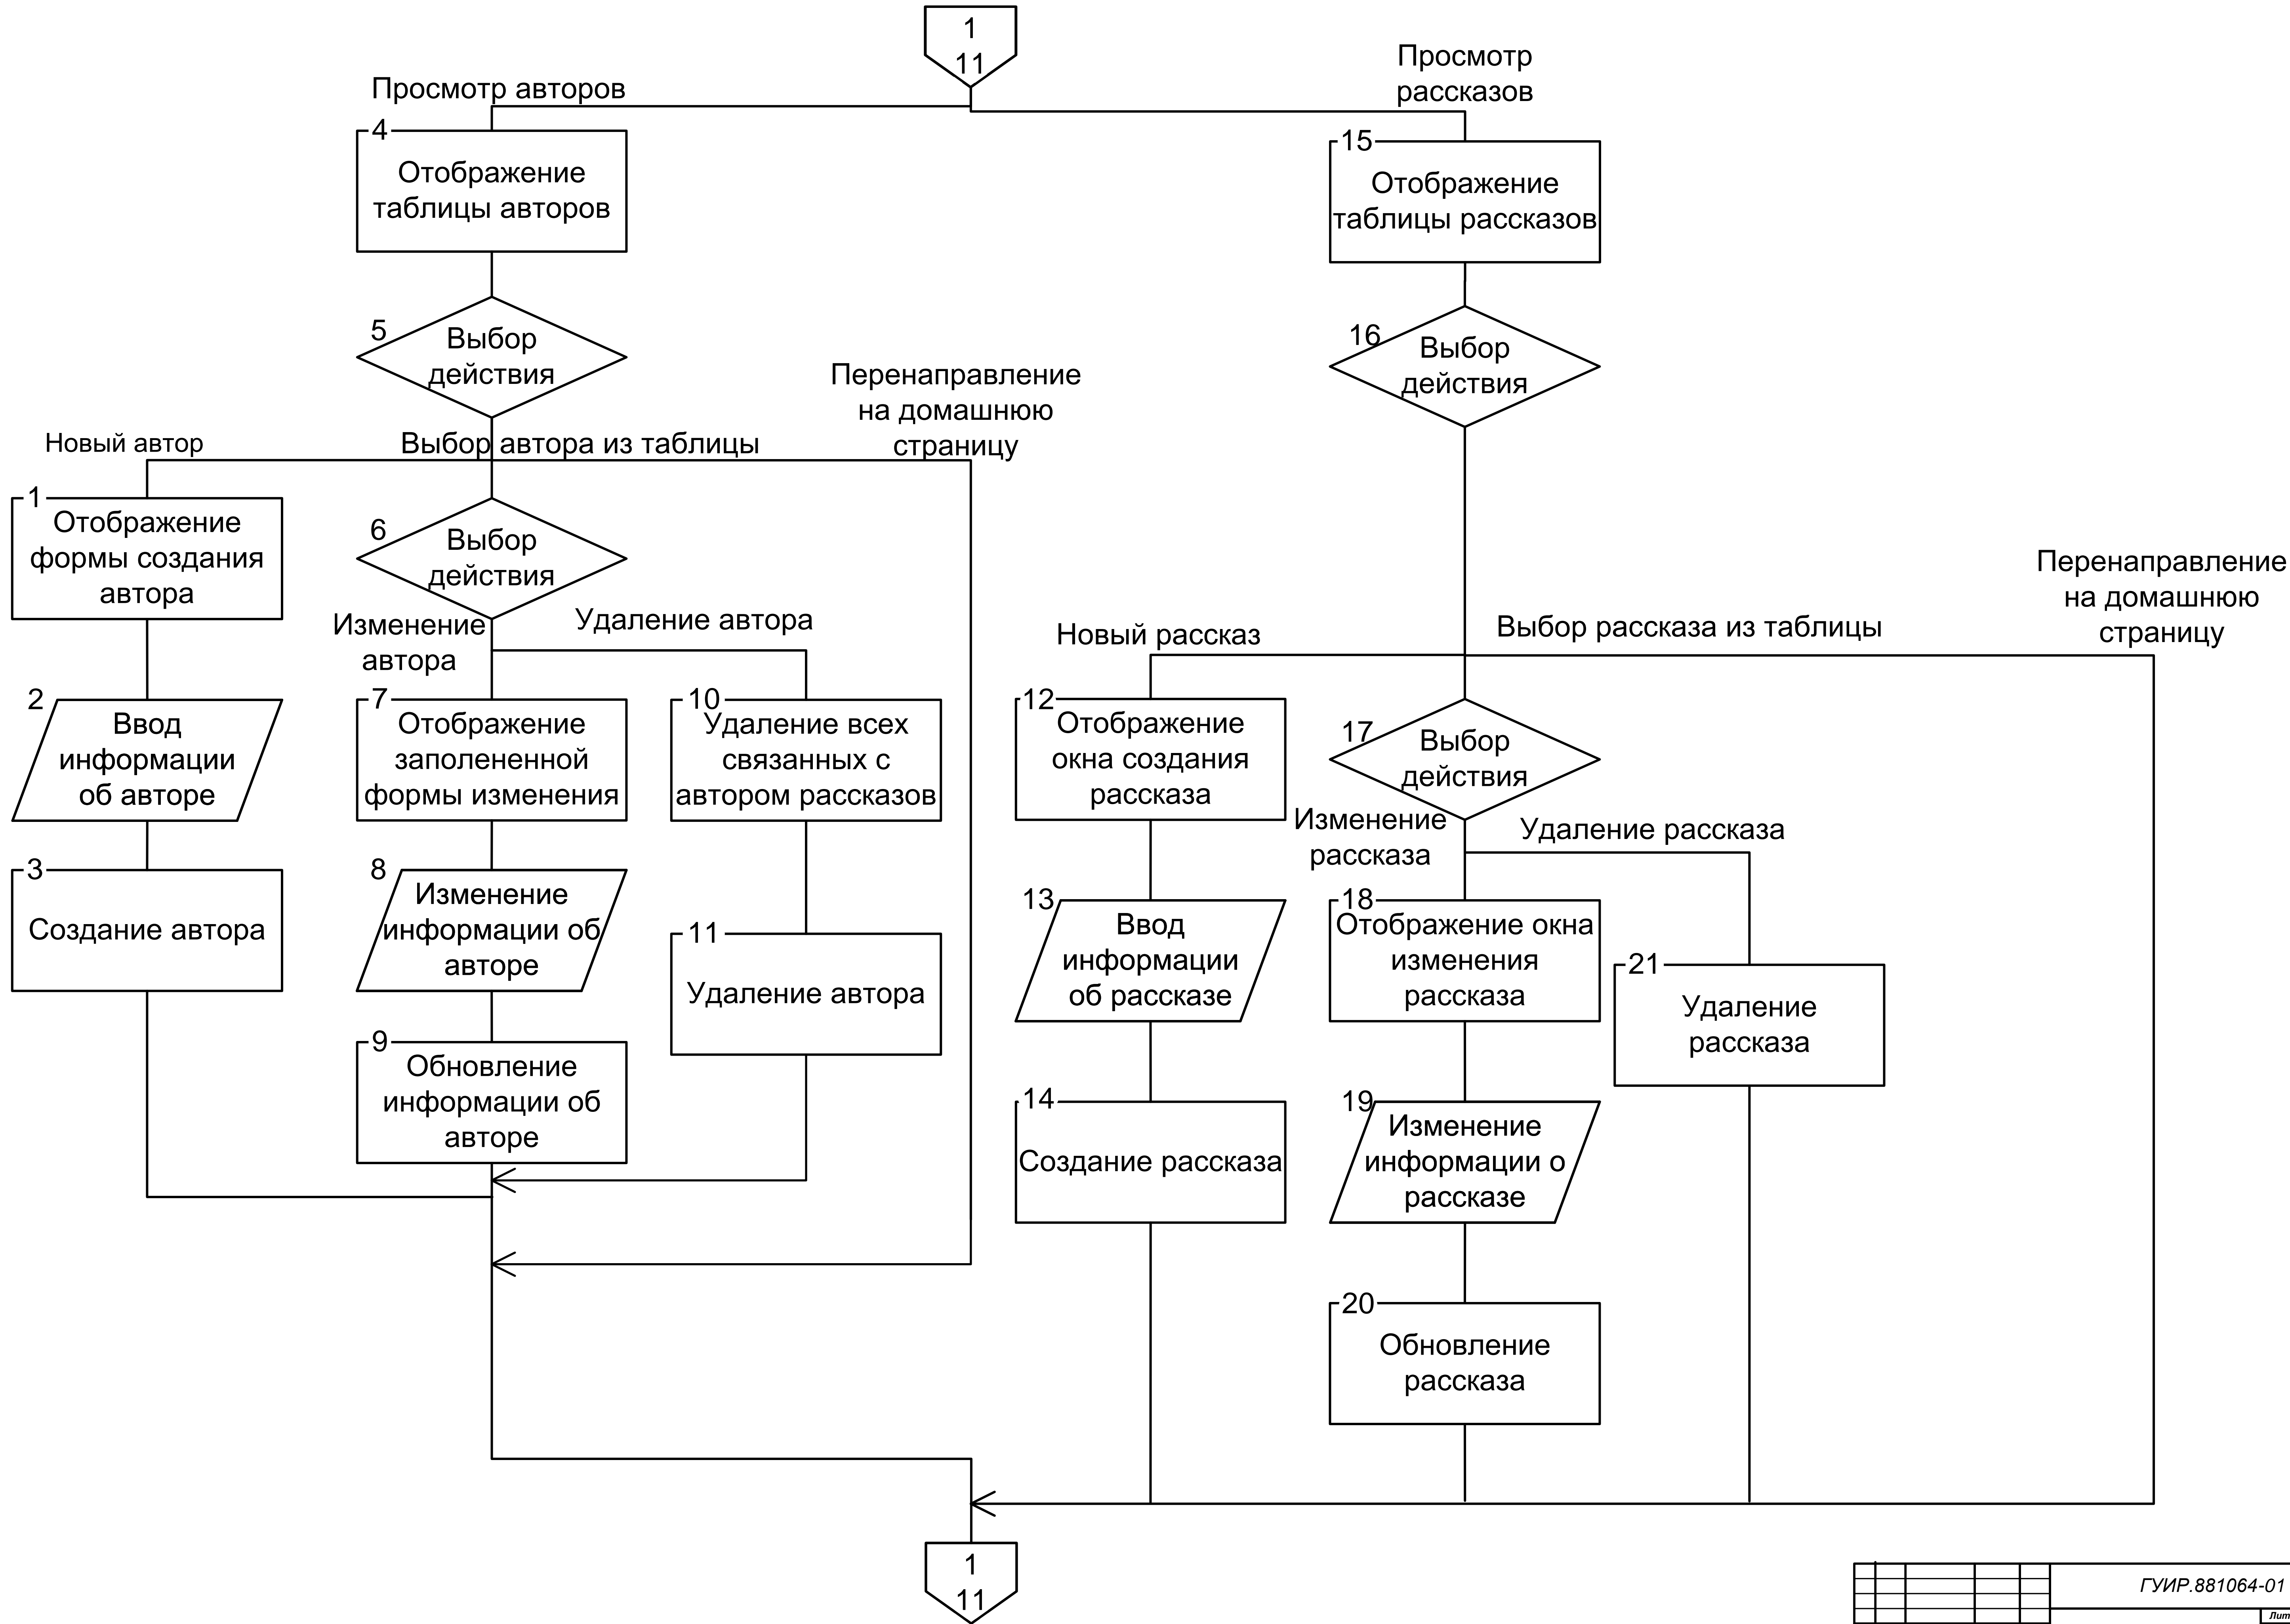 1
11
Просмотр авторов
Просмотр
рассказов
4
Отображение
таблицы авторов
15
Отображение
таблицы рассказов
5
Выбор
действия
16
Выбор
действия
Перенаправление
на домашнюю
страницу
Новый автор
Выбор автора из таблицы
1
Отображение
формы создания
автора
6
Выбор
действия
Изменение
автора
Удаление автора
Перенаправление
на домашнюю
страницу
Новый рассказ
Выбор рассказа из таблицы
2
Ввод
информации
об авторе
7
Отображение
заполененной
формы изменения
10
Удаление всех
связанных с
автором рассказов
12
Отображение
окна создания
рассказа
17
Выбор
действия
Изменение
рассказа
Удаление рассказа
3
Создание автора
8
Изменение
информации об
авторе
11
Удаление автора
13
Ввод
информации
об рассказе
18
Отображение окна
изменения
рассказа
21
Удаление
рассказа
9
Обновление
информации об
авторе
14
Создание рассказа
19
Изменение
информации о
рассказе
20
Обновление
рассказа
1
11
ГУИР.881064-01
Лит